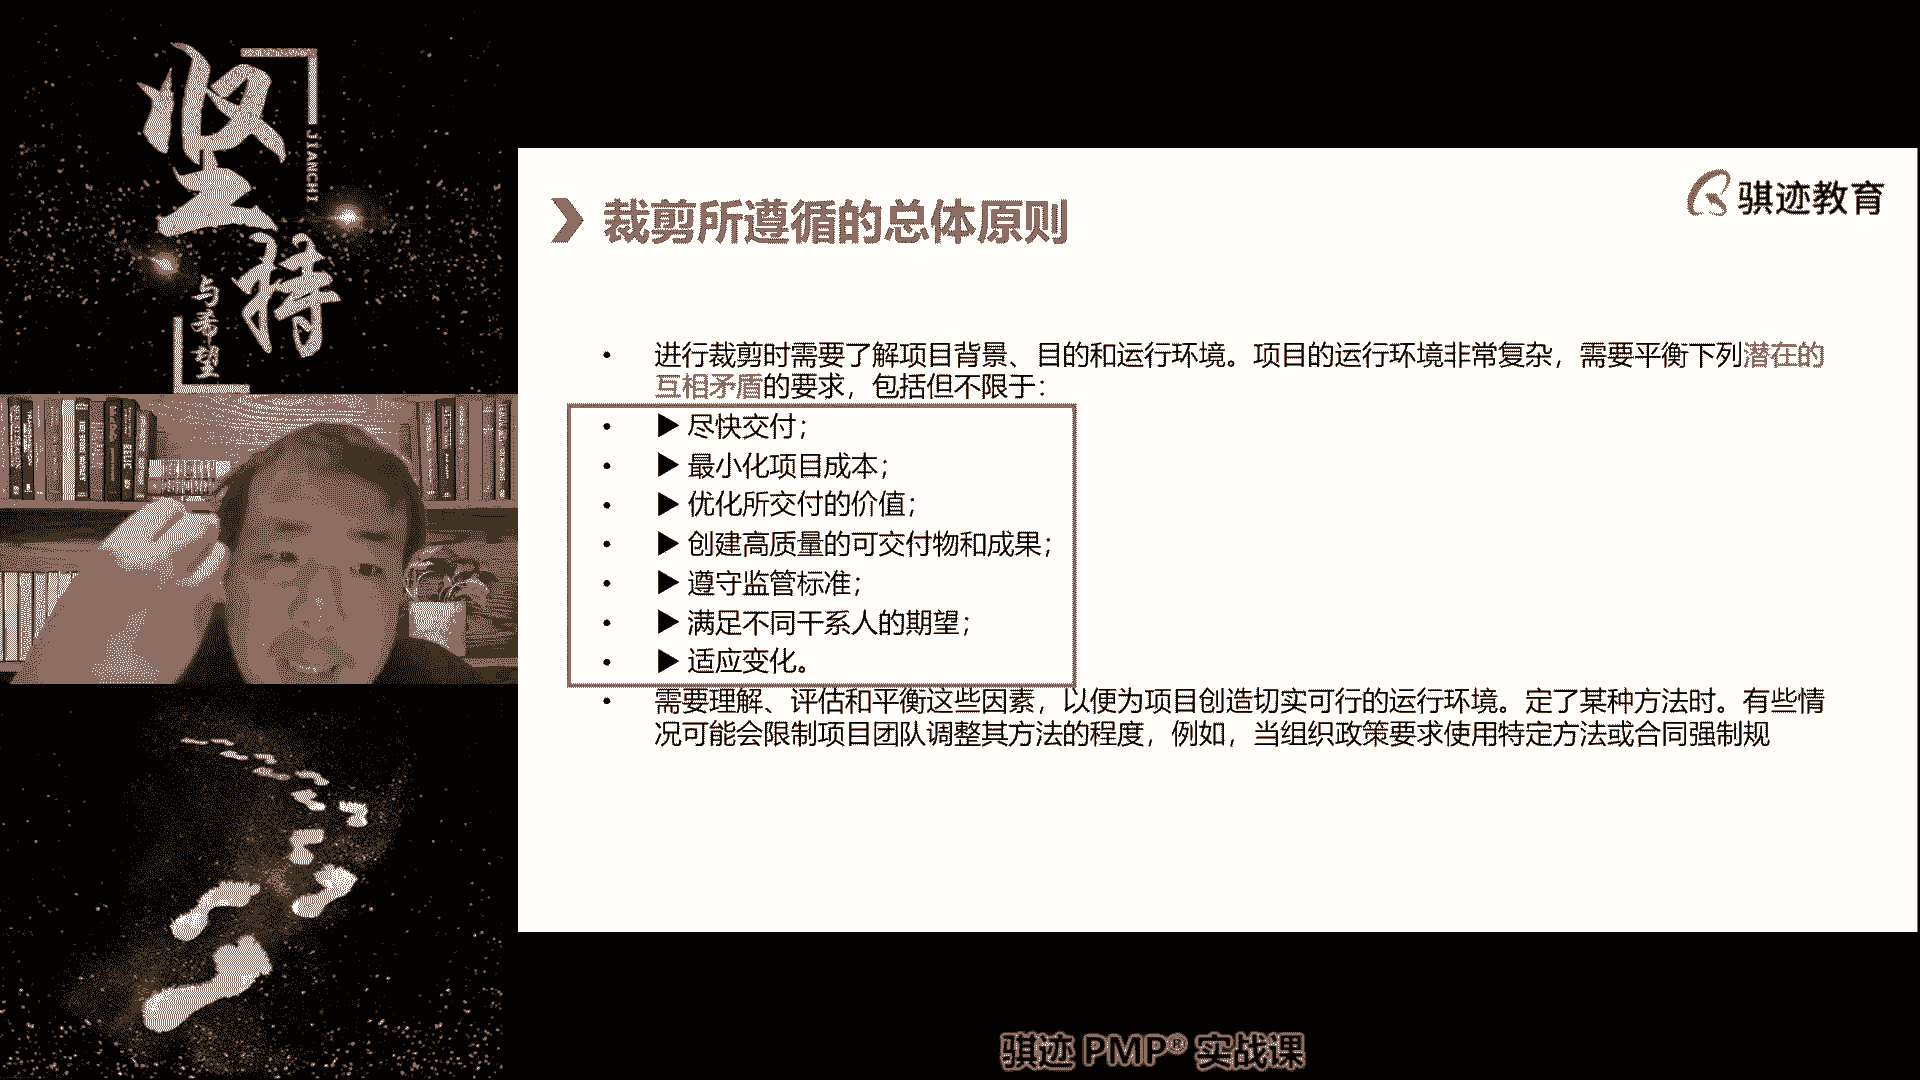 坚持
JIANCHI
与希望
骐迹教育
裁剪所遵循的总体原则
• 进行裁剪时需要了解项目背景、目的和运行环境。项目的运行环境非常复杂，需要平衡下列潜在的
互相矛盾的要求，包括但不限于：
• ▶ 尽快交付；
• ▶ 最小化项目成本；
• ▶ 优化所交付的价值；
• ▶ 创建高质量的可交付物和成果；
• ▶ 遵守监管标准；
• ▶ 满足不同干系人的期望；
• ▶ 适应变化。
• 需要理解、评估和平衡这些因素，以便为项目创造切实可行的运行环境。定了某种方法时。有些情
况可能会限制项目团队调整其方法的程度，例如，当组织政策要求使用特定方法或合同强制规
骐迹 PMP® 实战课